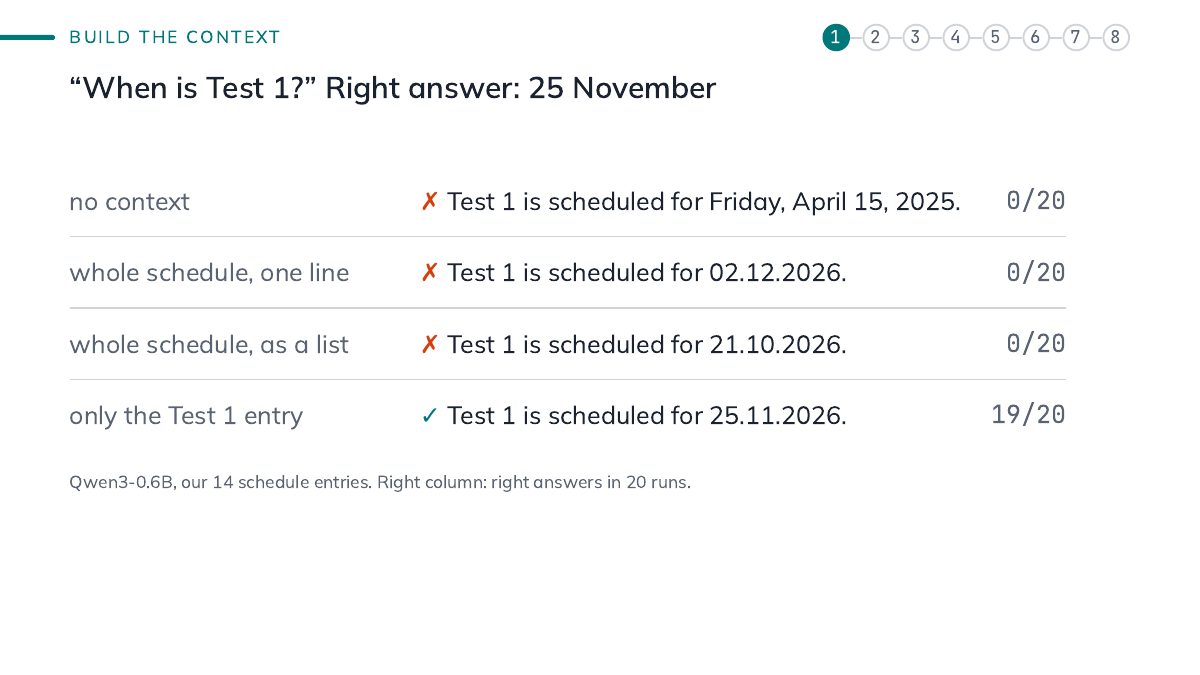 BUILD THE CONTEXT
1 2 3 4 5 6 7 8
“When is Test 1?” Right answer: 25 November
no context ✗ Test 1 is scheduled for Friday, April 15, 2025. 0/20
whole schedule, one line ✗ Test 1 is scheduled for 02.12.2026. 0/20
whole schedule, as a list ✗ Test 1 is scheduled for 21.10.2026. 0/20
only the Test 1 entry ✓ Test 1 is scheduled for 25.11.2026. 19/20
Qwen3-0.6B, our 14 schedule entries. Right column: right answers in 20 runs.